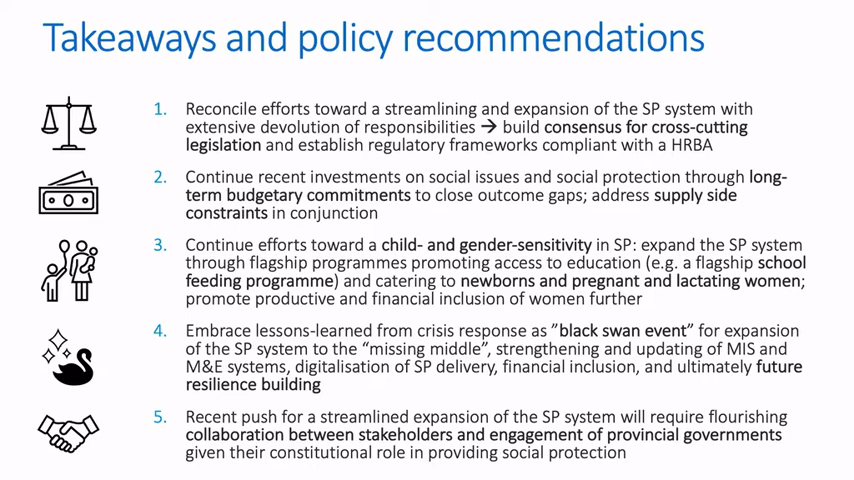 Takeaways and policy recommendations
1. Reconcile efforts toward a streamlining and expansion of the SP system with
extensive devolution of responsibilities → build consensus for cross-cutting
legislation and establish regulatory frameworks compliant with a HRBA
2. Continue recent investments on social issues and social protection through long-
term budgetary commitments to close outcome gaps; address supply side
constraints in conjunction
3. Continue efforts toward a child- and gender-sensitivity in SP: expand the SP system
through flagship programmes promoting access to education (e.g. a flagship school
feeding programme) and catering to newborns and pregnant and lactating women;
promote productive and financial inclusion of women further
4. Embrace lessons-learned from crisis response as ”black swan event” for expansion
of the SP system to the “missing middle”, strengthening and updating of MIS and
M&E systems, digitalisation of SP delivery, financial inclusion, and ultimately future
resilience building
5. Recent push for a streamlined expansion of the SP system will require flourishing
collaboration between stakeholders and engagement of provincial governments
given their constitutional role in providing social protection